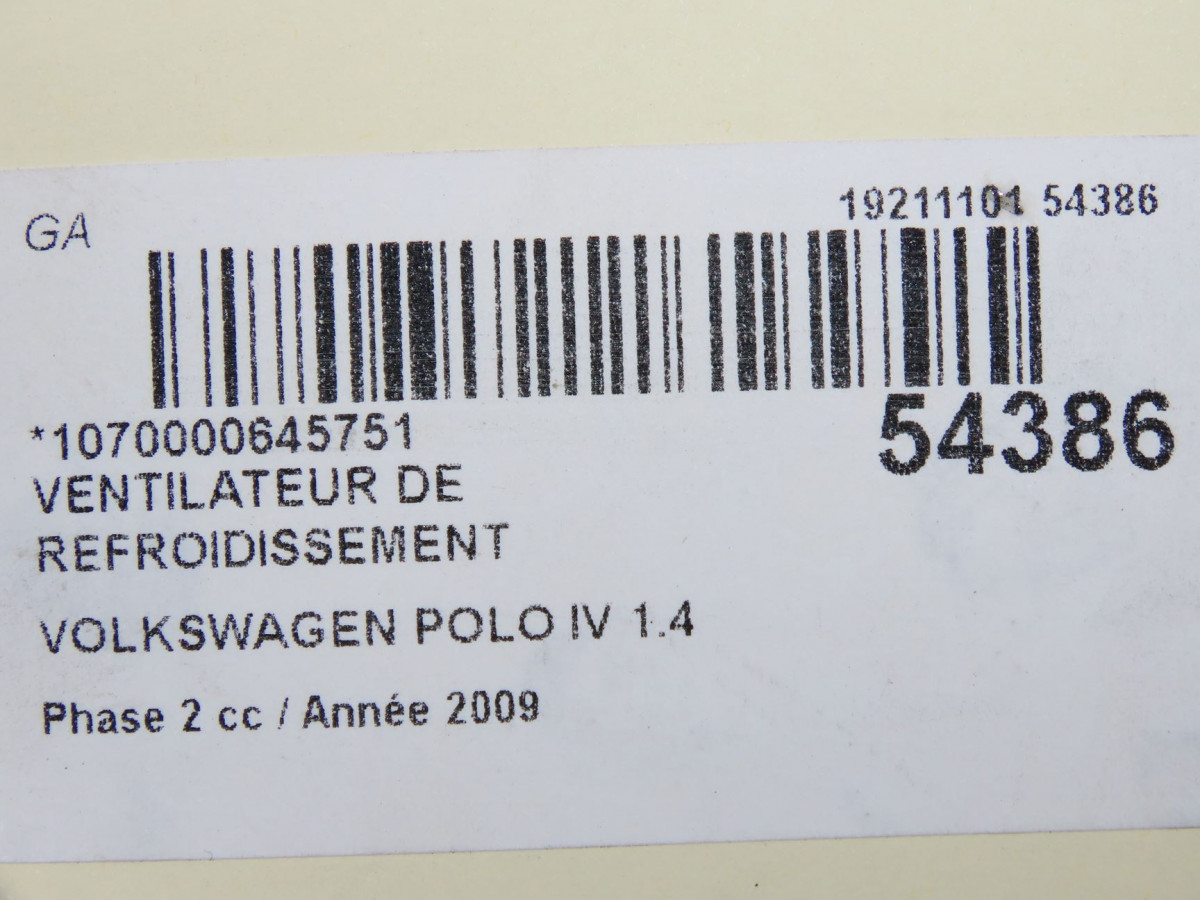 GA
19211101 54386
*1070000645751
54386
VENTILATEUR DE
REFROIDISSEMENT
VOLKSWAGEN POLO IV 1.4
Phase 2 cc / Année 2009